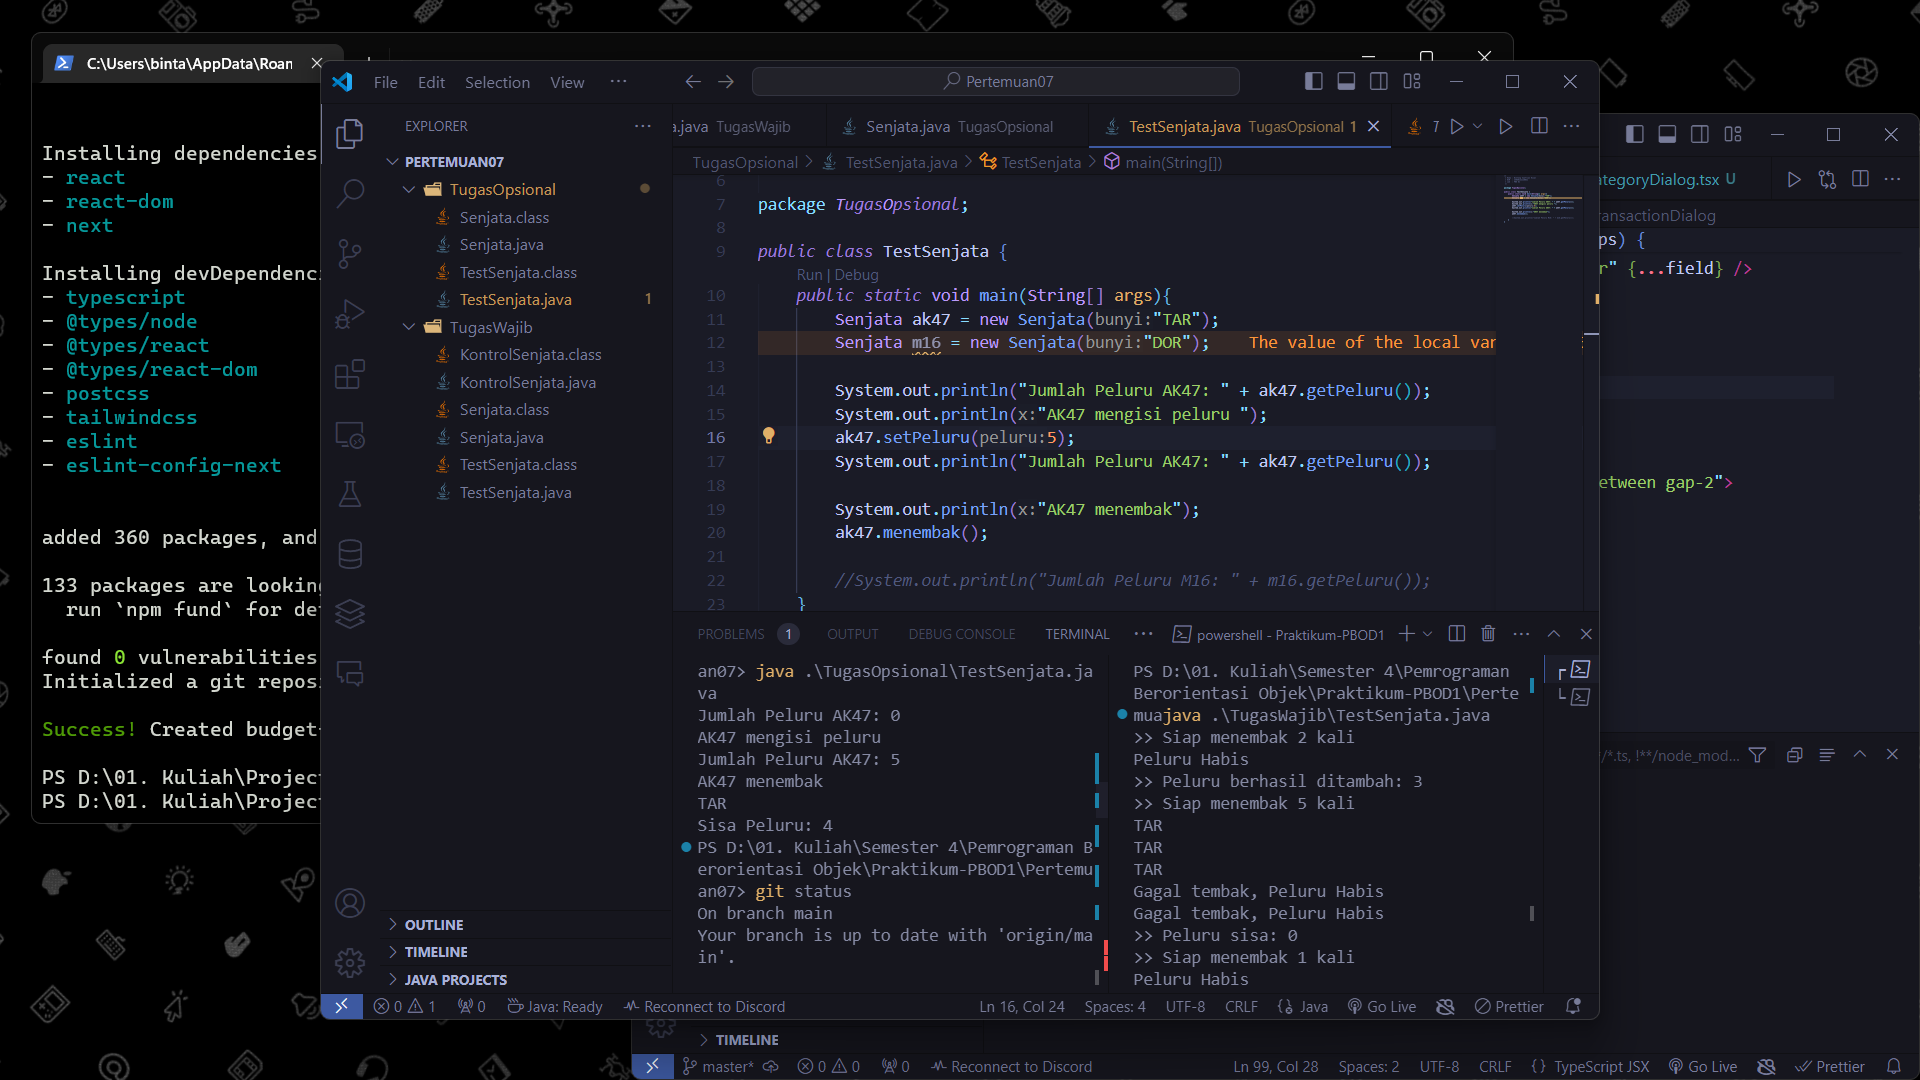 C:\Users\binta\AppData\Roan
Installing dependencies
- react
- react-dom
- next
Installing devDependenci
- typescript
- @types/node
- @types/react
- @types/react-dom
- postcss
- tailwindcss
- eslint
- eslint-config-next
added 360 packages, and
133 packages are looking
run `npm fund` for de
found 0 vulnerabilities
Initialized a git repos
Success! Created budget
PS D:\01. Kuliah\Project
PS D:\01. Kuliah\Project
File Edit Selection View ···
Pertemuan07
EXPLORER
PERTEMUAN07
TugasOpsional
Senjata.class
Senjata.java
TestSenjata.class
TestSenjata.java 1
TugasWajib
KontrolSenjata.class
KontrolSenjata.java
Senjata.class
Senjata.java
TestSenjata.class
TestSenjata.java
OUTLINE
TIMELINE
JAVA PROJECTS
a.java TugasWajib
Senjata.java TugasOpsional
TestSenjata.java TugasOpsional 1
7
TugasOpsional > TestSenjata.java > TestSenjata > main(String[])
6
7 package TugasOpsional;
8
9 public class TestSenjata {
Run | Debug
10 public static void main(String[] args){
11 Senjata ak47 = new Senjata(bunyi:"TAR");
12 Senjata m16 = new Senjata(bunyi:"DOR"); The value of the local var
13
14 System.out.println("Jumlah Peluru AK47: " + ak47.getPeluru());
15 System.out.println(x:"AK47 mengisi peluru ");
16 ak47.setPeluru(peluru:5);
17 System.out.println("Jumlah Peluru AK47: " + ak47.getPeluru());
18
19 System.out.println(x:"AK47 menembak");
20 ak47.menembak();
21
22 //System.out.println("Jumlah Peluru M16: " + m16.getPeluru());
23 }
PROBLEMS 1 OUTPUT DEBUG CONSOLE TERMINAL ··· powershell - Praktikum-PBOD1
an07> java .\TugasOpsional\TestSenjata.ja
va
Jumlah Peluru AK47: 0
AK47 mengisi peluru
Jumlah Peluru AK47: 5
AK47 menembak
TAR
Sisa Peluru: 4
PS D:\01. Kuliah\Semester 4\Pemrograman B
erorientasi Objek\Praktikum-PBOD1\Pertemu
an07> git status
On branch main
Your branch is up to date with 'origin/ma
in'.
PS D:\01. Kuliah\Semester 4\Pemrograman
Berorientasi Objek\Praktikum-PBOD1\Perte
muajava .\TugasWajib\TestSenjata.java
>> Siap menembak 2 kali
Peluru Habis
>> Peluru berhasil ditambah: 3
>> Siap menembak 5 kali
TAR
TAR
TAR
Gagal tembak, Peluru Habis
Gagal tembak, Peluru Habis
>> Peluru sisa: 0
>> Siap menembak 1 kali
Peluru Habis
0 1 0 Java: Ready Reconnect to Discord Ln 16, Col 24 Spaces: 4 UTF-8 CRLF {} Java Go Live Prettier
ategoryDialog.tsx U
ransactionDialog
ps) {
r" {...field} />
etween gap-2">
/*.ts, !**/node_mod...
TIMELINE
master* 0 0 0 Reconnect to Discord Ln 99, Col 28 Spaces: 2 UTF-8 CRLF {} TypeScript JSX Go Live Prettier